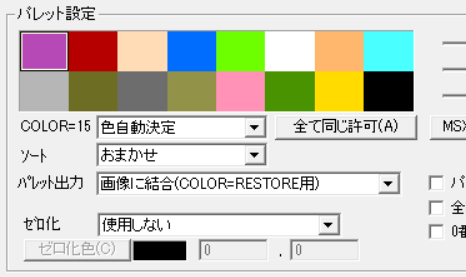 パレット設定
COLOR=15 色自動決定 全て同じ許可(A) MSX
ソート おまかせ
パレット出力 画像に結合(COLOR=RESTORE用) パ
全
ゼロ化 使用しない 0番
ゼロ化色(C) 0 . 0